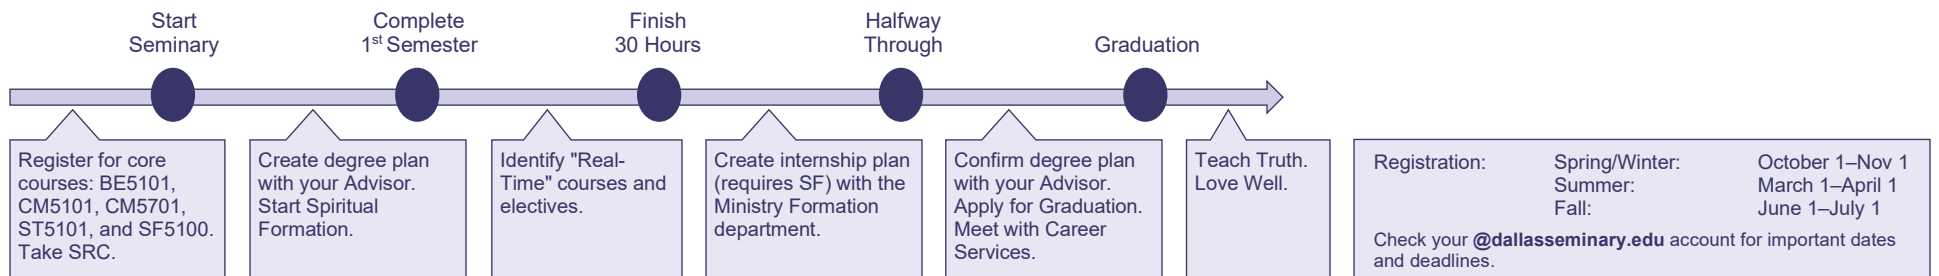 Start
Seminary
Complete
1st Semester
Finish
30 Hours
Halfway
Through
Graduation
Register for core
courses: BE5101,
CM5101, CM5701,
ST5101, and SF5100.
Take SRC.
Create degree plan
with your Advisor.
Start Spiritual
Formation.
Identify "Real-
Time" courses and
electives.
Create internship plan
(requires SF) with the
Ministry Formation
department.
Confirm degree plan
with your Advisor.
Apply for Graduation.
Meet with Career
Services.
Teach Truth.
Love Well.
Registration: Spring/Winter: October 1–Nov 1
Summer: March 1–April 1
Fall: June 1–July 1
Check your @dallasseminary.edu account for important dates
and deadlines.